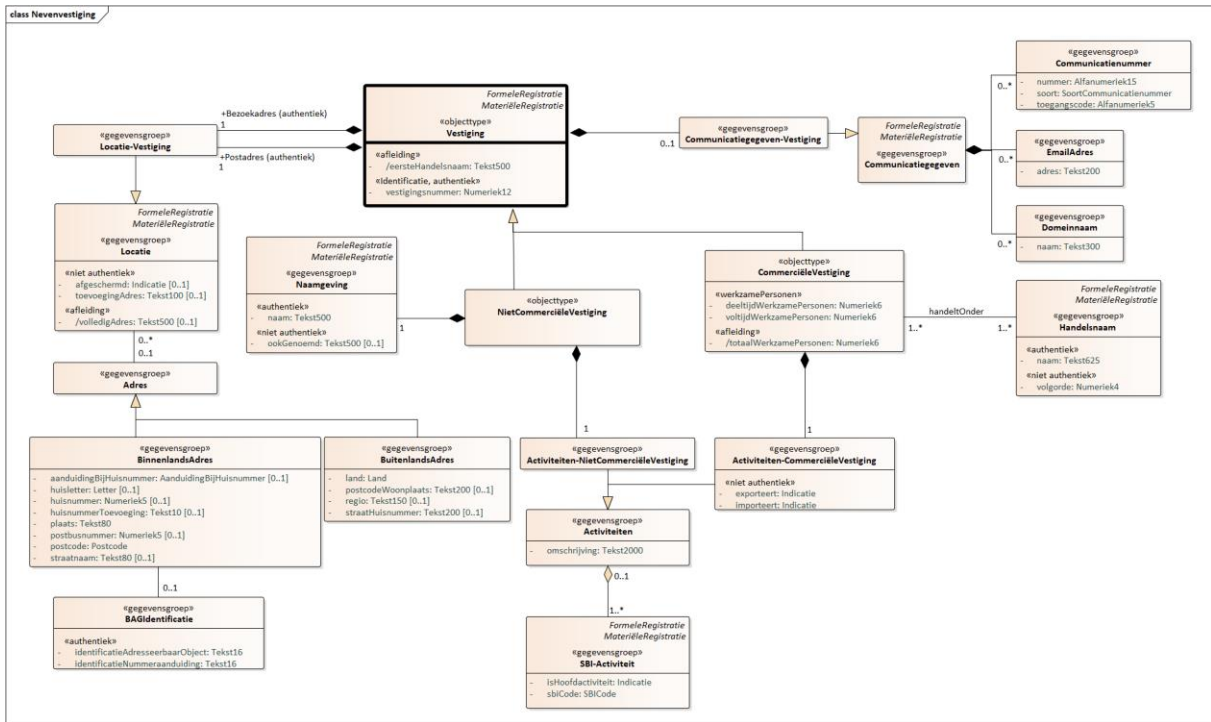 class Nevenvestiging
«gegevensgroep»
Communicatienummer
- nummer: Alfanumeriek15
- soort: SoortCommunicatienummer
- toegangscode: Alfanumeriek5
0..*
FormeleRegistratie
MateriëleRegistratie
«objecttype»
Vestiging
«afleiding»
- /eersteHandelsnaam: Tekst500
«Identificatie, authentiek»
- vestigingsnummer: Numeriek12
+Bezoekadres (authentiek)
1
+Postadres (authentiek)
1
«gegevensgroep»
Locatie-Vestiging
«gegevensgroep»
Communicatiegegeven-Vestiging
0..1
FormeleRegistratie
MateriëleRegistratie
«gegevensgroep»
Communicatiegegeven
«gegevensgroep»
EmailAdres
- adres: Tekst200
0..*
«gegevensgroep»
Domeinnaam
- naam: Tekst300
0..*
FormeleRegistratie
MateriëleRegistratie
«gegevensgroep»
Locatie
«niet authentiek»
- afgeschermd: Indicatie [0..1]
- toevoegingAdres: Tekst100 [0..1]
«afleiding»
- /volledigAdres: Tekst500 [0..1]
0..*
0..1
FormeleRegistratie
MateriëleRegistratie
«gegevensgroep»
Naamgeving
«authentiek»
- naam: Tekst500
«niet authentiek»
- ookGenoemd: Tekst500 [0..1]
1
«objecttype»
NietCommerciëleVestiging
«objecttype»
CommerciëleVestiging
«werkzamePersonen»
- deeltijdWerkzamePersonen: Numeriek6
- voltijdWerkzamePersonen: Numeriek6
«afleiding»
- /totaalWerkzamePersonen: Numeriek6
handeltOnder
1..*
1..*
FormeleRegistratie
MateriëleRegistratie
«gegevensgroep»
Handelsnaam
«authentiek»
- naam: Tekst625
«niet authentiek»
- volgorde: Numeriek4
«gegevensgroep»
Adres
«gegevensgroep»
BinnenlandsAdres
- aanduidingBijHuisnummer: AanduidingBijHuisnummer [0..1]
- huisletter: Letter [0..1]
- huisnummer: Numeriek5 [0..1]
- huisnummerToevoeging: Tekst10 [0..1]
- plaats: Tekst80
- postbusnummer: Numeriek5 [0..1]
- postcode: Postcode
- straatnaam: Tekst80 [0..1]
«gegevensgroep»
BuitenlandsAdres
- land: Land
- postcodeWoonplaats: Tekst200 [0..1]
- regio: Tekst150 [0..1]
- straatHuisnummer: Tekst200 [0..1]
1
«gegevensgroep»
Activiteiten-NietCommerciëleVestiging
1
«gegevensgroep»
Activiteiten-CommerciëleVestiging
«niet authentiek»
- exporteert: Indicatie
- importeert: Indicatie
«gegevensgroep»
Activiteiten
- omschrijving: Tekst2000
0..1
1..*
0..1
«gegevensgroep»
BAGIdentificatie
«authentiek»
- identificatieAdresseerbaarObject: Tekst16
- identificatieNummeraanduiding: Tekst16
FormeleRegistratie
MateriëleRegistratie
«gegevensgroep»
SBI-Activiteit
- isHoofdactiviteit: Indicatie
- sbiCode: SBICode